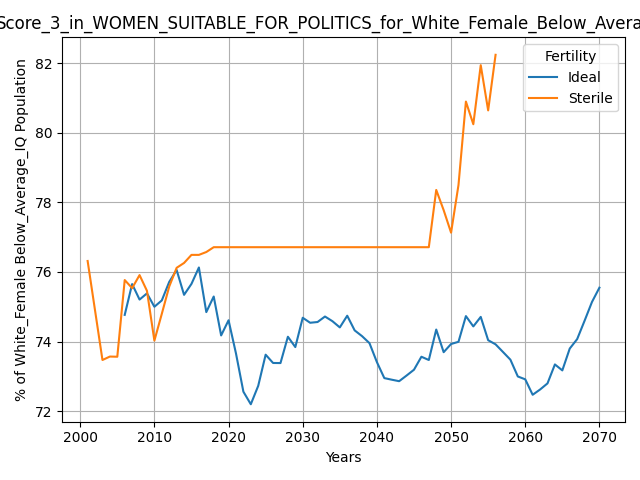 Score_3_in_WOMEN_SUITABLE_FOR_POLITICS_for_White_Female_Below_Avera
% of White_Female Below_Average_IQ Population
Fertility
Ideal
Sterile
82
80
78
76
74
72
2000 2010 2020 2030 2040 2050 2060 2070
Years